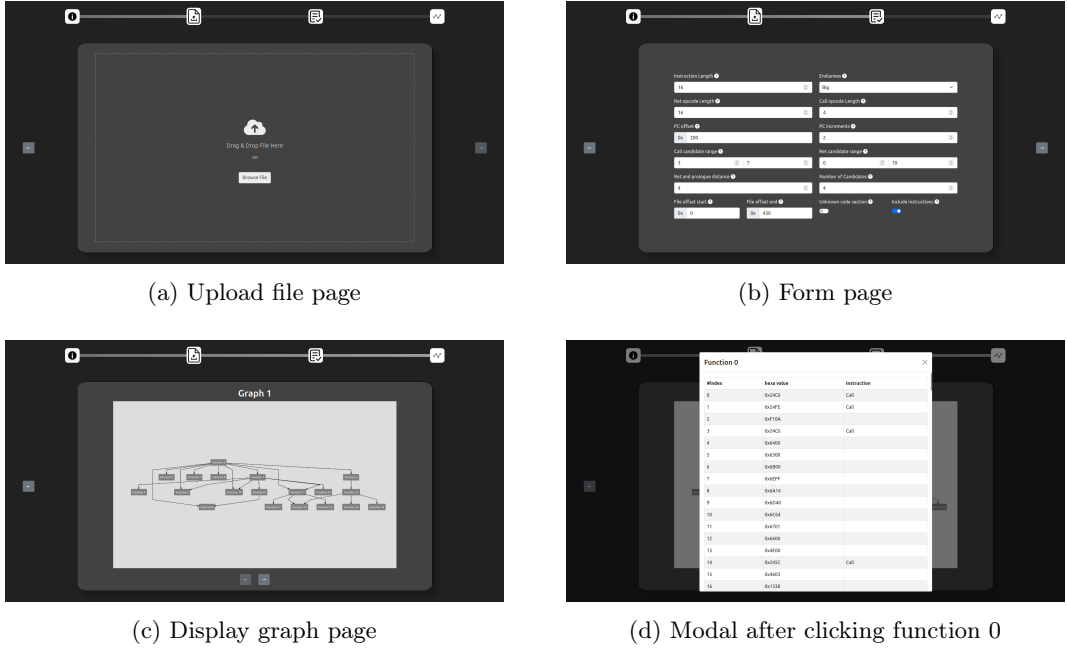 Drag & Drop File Here
OR
Browse File
(a) Upload file page
Instruction Length
16
Endiannes
Big
Ret opcode Length
16
Call opcode Length
4
PC offset
0x 200
PC increments
2
Call candidate range
3 7
Ret candidate range
0 10
Ret and prologue distance
4
Number of Candidates
4
File offset start
0x 0
File offset end
0x 430
Unknown code section
Include instructions
(b) Form page
Graph 1
(c) Display graph page
Function 0
#Index hexa value Instruction
0 0x24C6 Call
1 0x24FE Call
2 0xF10A
3 0x24C6 Call
4 0x6400
5 0x6300
6 0x6B00
7 0x6EFF
8 0x6A14
9 0x6D40
10 0x6C64
11 0x6701
12 0x6600
13 0x4E00
14 0x245C Call
15 0x4603
16 0x1338
(d) Modal after clicking function 0